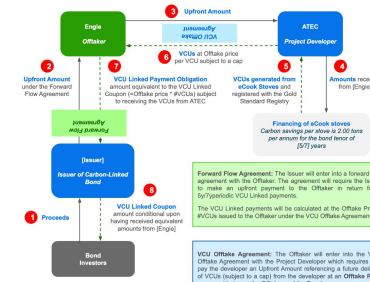 3 Upfront Amount
Engie
Offtaker
VCU Offtake
Agreement
ATEC
Project Developer
6 VCUs at Offtake price
per VCU subject to a cap
2
Upfront Amount
under the Forward
Flow Agreement
7
VCU Linked Payment Obligation
amount equivalent to the VCU Linked
Coupon (=Offtake price * #VCUs) subject
to receiving the VCUs from ATEC
5
VCUs generated from
eCook Stoves and
registered with the Gold
Standard Registry
4
Amounts
from [Engie
Forward Flow
Agreement
Financing of eCook stoves
Carbon savings per stove is 2.00 tons
per annum for the bond tenor of
[5/7] years
[Issuer]
Issuer of Carbon-Linked
Bond
Forward Flow Agreement: The Issuer will enter into a forward
agreement with the Offtaker. The agreement will require the
to make an upfront payment to the Offtaker in return
5y/7yperiodic VCU Linked payments.
The VCU Linked payments will be calculated at the Offtake
#VCUs issued to the Offtaker under the VCU Offtake
8
VCU Linked Coupon
amount conditional upon
having received equivalent
amounts from [Engie]
1 Proceeds
Bond
Investors
VCU Offtake Agreement: The Offtaker will enter into the
Offtake Agreement with the Project Developer which requires
pay the developer an Upfront Amount referencing a future
of VCUs (subject to a cap) from the developer at an Offtake